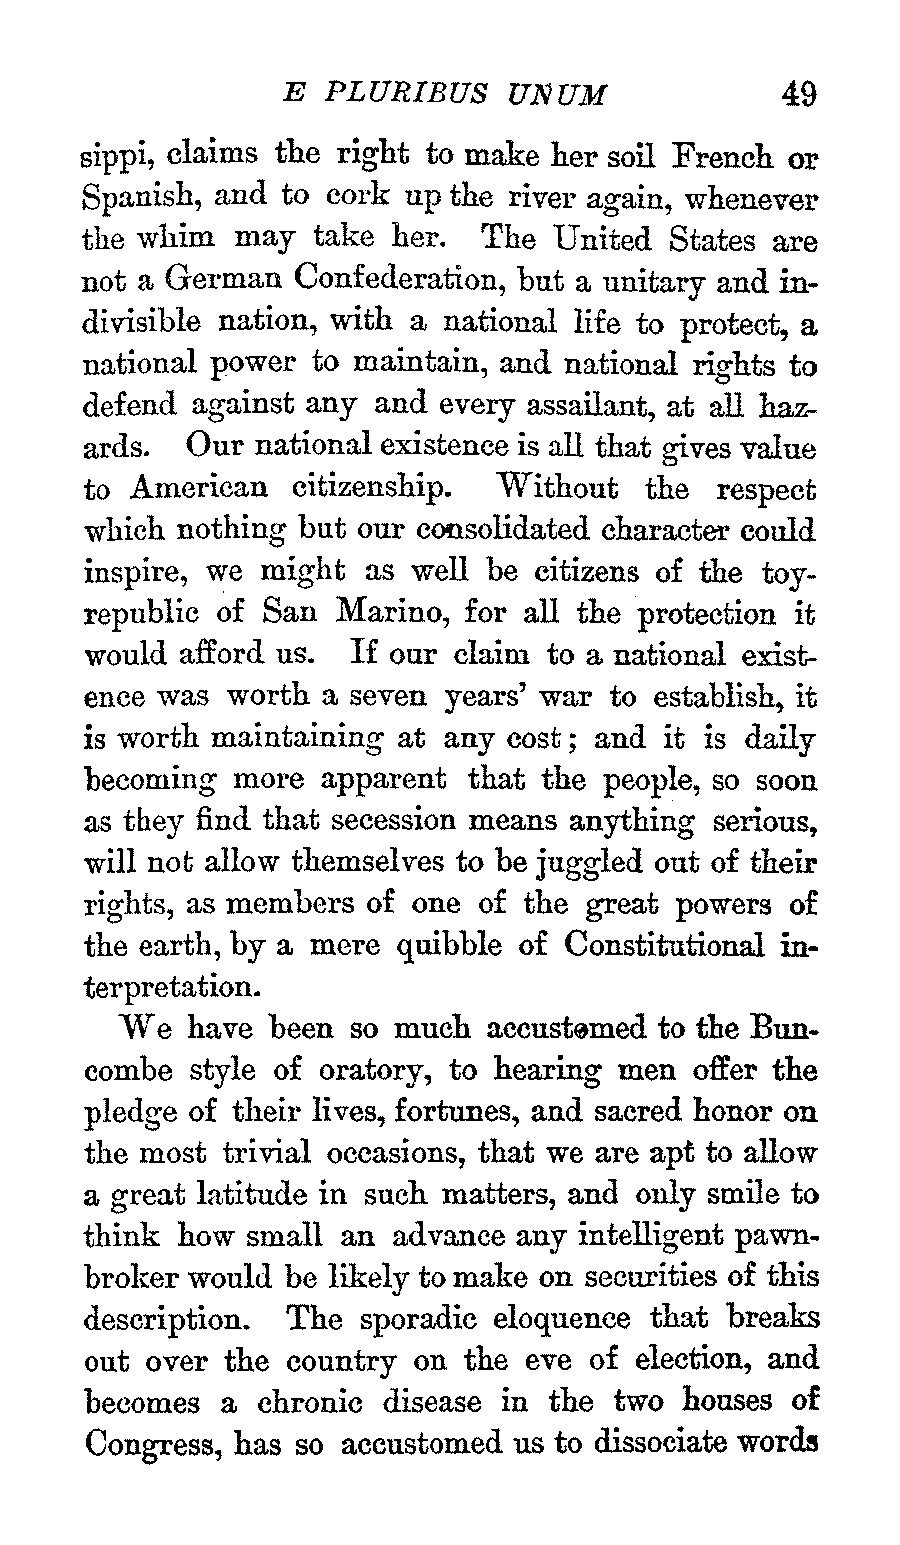 E PLURIBUS UNUM 49
sippi, claims the right to make her soil French or
Spanish, and to cork up the river again, whenever
the whim may take her. The United States are
not a German Confederation, but a unitary and in-
divisible nation, with a national life to protect, a
national power to maintain, and national rights to
defend against any and every assailant, at all haz-
ards. Our national existence is all that gives value
to American citizenship. Without the respect
which nothing but our consolidated character could
inspire, we might as well be citizens of the toy-
republic of San Marino, for all the protection it
would afford us. If our claim to a national exist-
ence was worth a seven years' war to establish, it
is worth maintaining at any cost; and it is daily
becoming more apparent that the people, so soon
as they find that secession means anything serious,
will not allow themselves to be juggled out of their
rights, as members of one of the great powers of
the earth, by a mere quibble of Constitutional in-
terpretation.
We have been so much accustomed to the Bun-
combe style of oratory, to hearing men offer the
pledge of their lives, fortunes, and sacred honor on
the most trivial occasions, that we are apt to allow
a great latitude in such matters, and only smile to
think how small an advance any intelligent pawn-
broker would be likely to make on securities of this
description. The sporadic eloquence that breaks
out over the country on the eve of election, and
becomes a chronic disease in the two houses of
Congress, has so accustomed us to dissociate words